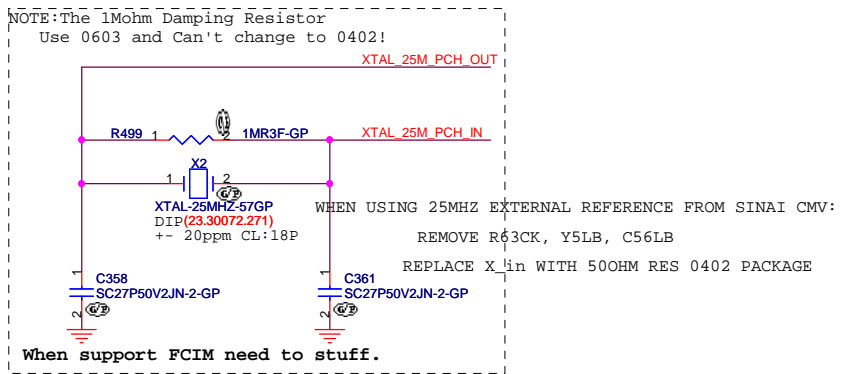 NOTE:The 1Mohm Damping Resistor
Use 0603 and Can't change to 0402!
XTAL_25M_PCH_OUT
R499 1 2 1MR3F-GP XTAL_25M_PCH_IN
X2
1 2
G/P
XTAL-25MHZ-57GP
DIP(23.30072.271)
+- 20ppm CL:18P
WHEN USING 25MHZ EXTERNAL REFERENCE FROM SINAI CMV:
REMOVE R63CK, Y5LB, C56LB
REPLACE X_in WITH 50OHM RES 0402 PACKAGE
1 C358
SC27P50V2JN-2-GP
2 G/P
1 C361
SC27P50V2JN-2-GP
2 G/P
When support FCIM need to stuff.